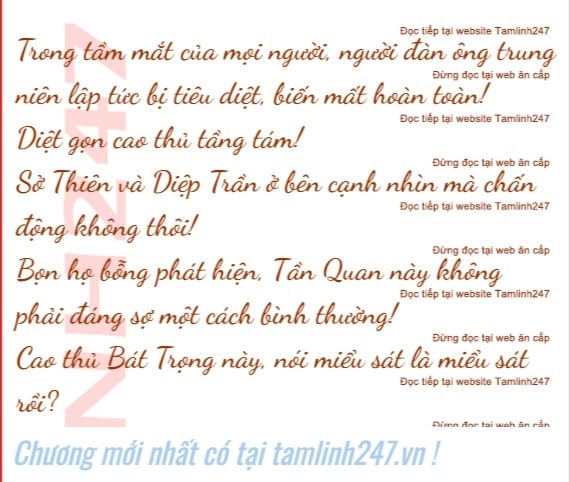 Đọc tiếp tại website Tamlinh247
Trong tầm mắt của mọi người, người đàn ông trung
Đừng đọc tại web ăn cắp
niên lập tức bị tiêu diệt, biến mất hoàn toàn!
Đọc tiếp tại website Tamlinh247
Diệt gọn cao thủ tầng tám!
Đừng đọc tại web ăn cắp
Sở Thiên và Diệp Trần ở bên cạnh nhìn mà chấn
Đọc tiếp tại website Tamlinh247
động không thôi!
Đừng đọc tại web ăn cắp
Bọn họ bỗng phát hiện, Tần Quan này không
Đọc tiếp tại website Tamlinh247
phải đáng sợ một cách bình thường!
Đừng đọc tại web ăn cắp
Cao thủ Bát Trọng này, nói miểu sát là miểu sát
Đọc tiếp tại website Tamlinh247
rồi?
Đừng đọc tại web ăn cắp
Chương mới nhất có tại tamlinh247.vn !
NH247